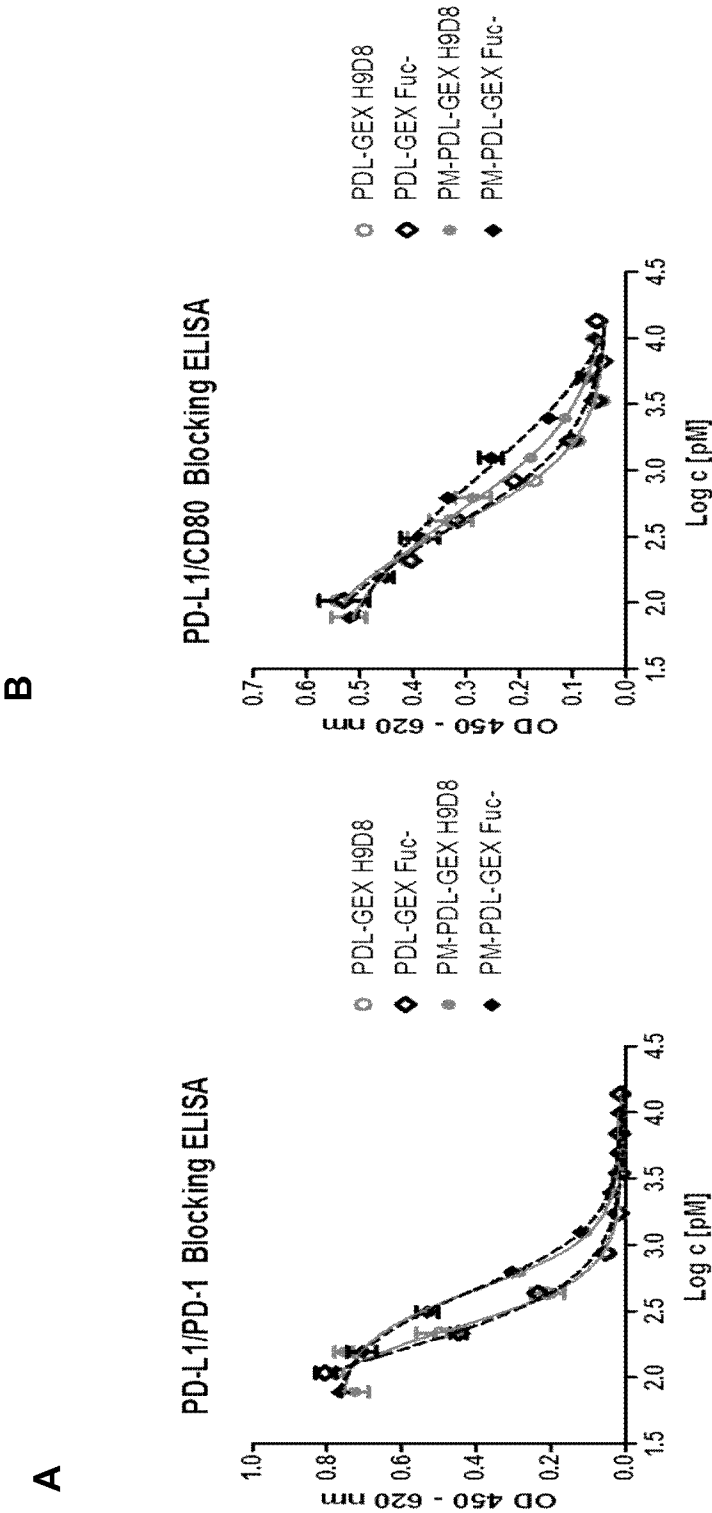 A
PD-L1/PD-1 Blocking ELISA
OD 450 - 620 nm
1.0
0.8
0.6
0.4
0.2
0.0
1.5
2.0
2.5
3.0
3.5
4.0
4.5
Log c [pM]
PDL-GEX H9D8
PDL-GEX Fuc-
PM-PDL-GEX H9D8
PM-PDL-GEX Fuc-
B
PD-L1/CD80 Blocking ELISA
OD 450 - 620 nm
0.7
0.6
0.5
0.4
0.3
0.2
0.1
0.0
1.5
2.0
2.5
3.0
3.5
4.0
4.5
Log c [pM]
PDL-GEX H9D8
PDL-GEX Fuc-
PM-PDL-GEX H9D8
PM-PDL-GEX Fuc-